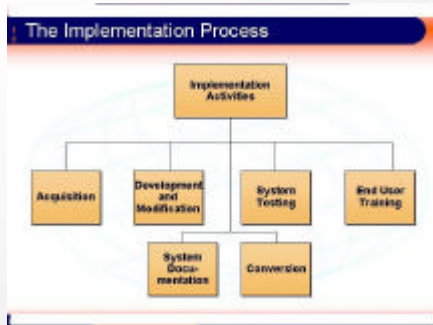 The Implementation Process
Implementation
Activities
Acquisition
Development
and
Modification
System
Testing
End User
Training
System
Docu-
mentation
Conversion